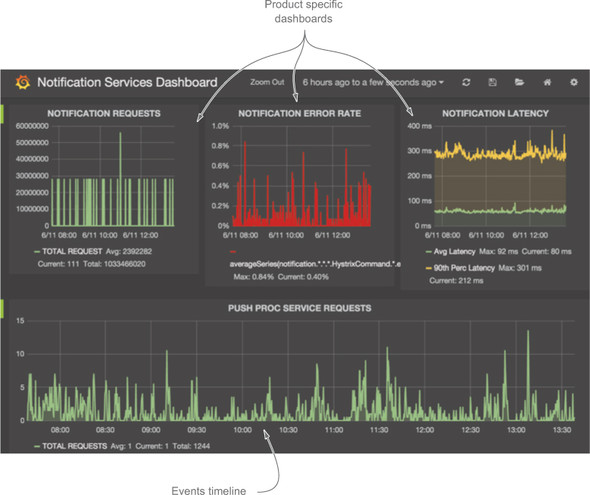 Product specific
dashboards
Notification Services Dashboard
Zoom Out
6 hours ago to a few seconds ago
NOTIFICATION REQUESTS
60000000
50000000
40000000
30000000
20000000
10000000
0
6/11 08:00 6/11 10:00 6/11 12:00
TOTAL REQUEST Avg: 2392282
Current: 111 Total: 1033466020
NOTIFICATION ERROR RATE
1.0%
0.8%
0.6%
0.4%
0.2%
0%
6/11 08:00 6/11 10:00 6/11 12:00
averageSeries(notification.*.*.*.HystrixCommand.*.e
Max: 0.84% Current: 0.40%
NOTIFICATION LATENCY
400 ms
300 ms
200 ms
100 ms
0 ms
6/11 08:00 6/11 10:00 6/11 12:00
Avg Latency Max: 92 ms Current: 80 ms
90th Perc Latency Max: 301 ms
Current: 212 ms
PUSH PROC SERVICE REQUESTS
15
10
5
0
08:00 08:30 09:00 09:30 10:00 10:30 11:00 11:30 12:00 12:30 13:00 13:30
TOTAL REQUESTS Avg: 1 Current: 1 Total: 1244
Events timeline